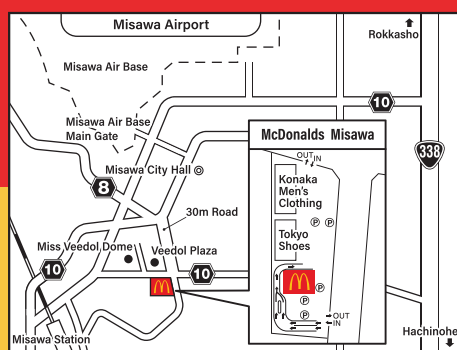 Misawa Airport
Rokkasho
Misawa Air Base
10
Misawa Air Base
Main Gate
McDonalds Misawa
338
OUT
IN
Misawa City Hall
Konaka
Men's
Clothing
8
30m Road
P
P
Tokyo
Shoes
Miss Veedol Dome
Veedol Plaza
10
10
P
P
P
OUT
IN
Misawa Station
Hachinohe